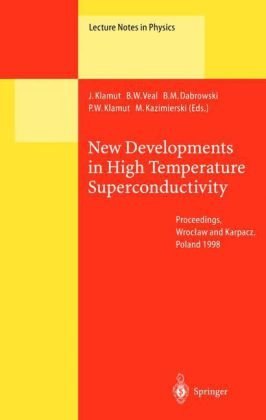 Lecture Notes in Physics
J. Klamut B.W. Veal B.M. Dabrowski
P.W. Klamut M. Kazimierski (Eds.)
New Developments
in High Temperature
Superconductivity
Proceedings,
Wrocław and Karpacz,
Poland 1998
Springer